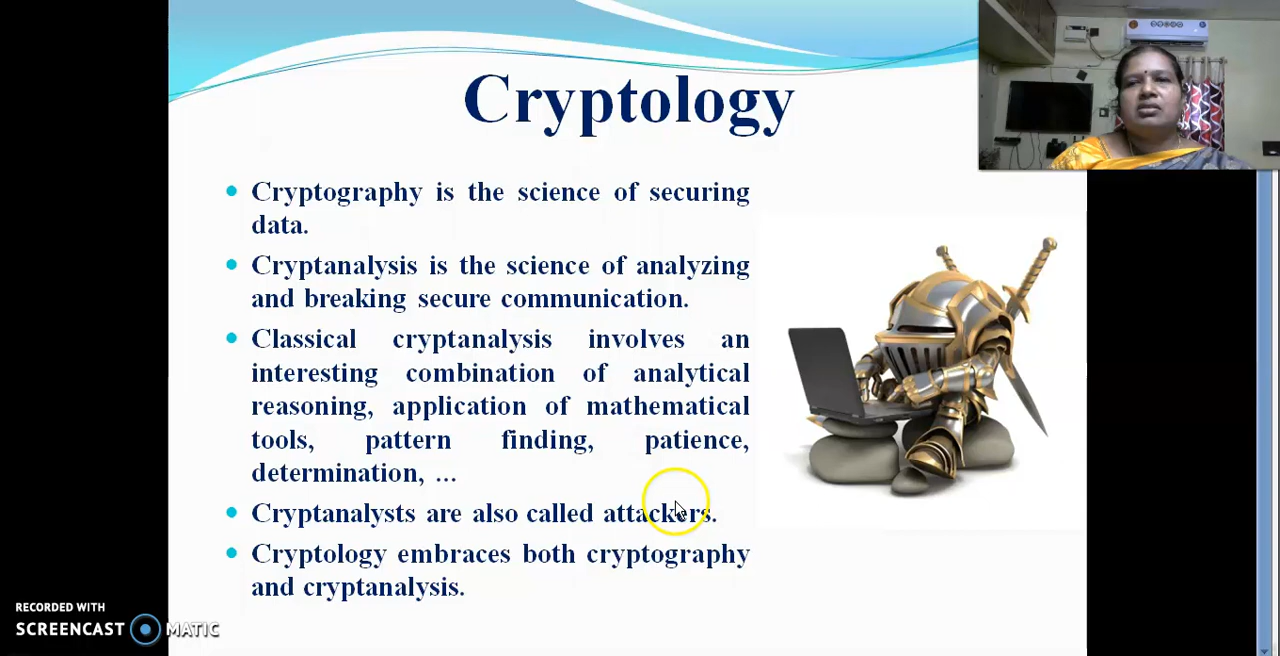 Cryptology
Cryptography is the science of securing
data.
Cryptanalysis is the science of analyzing
and breaking secure communication.
Classical cryptanalysis involves an
interesting combination of analytical
reasoning, application of mathematical
tools, pattern finding, patience,
determination, ...
Cryptanalysts are also called attackers.
Cryptology embraces both cryptography
and cryptanalysis.
RECORDED WITH
SCREENCAST MATIC